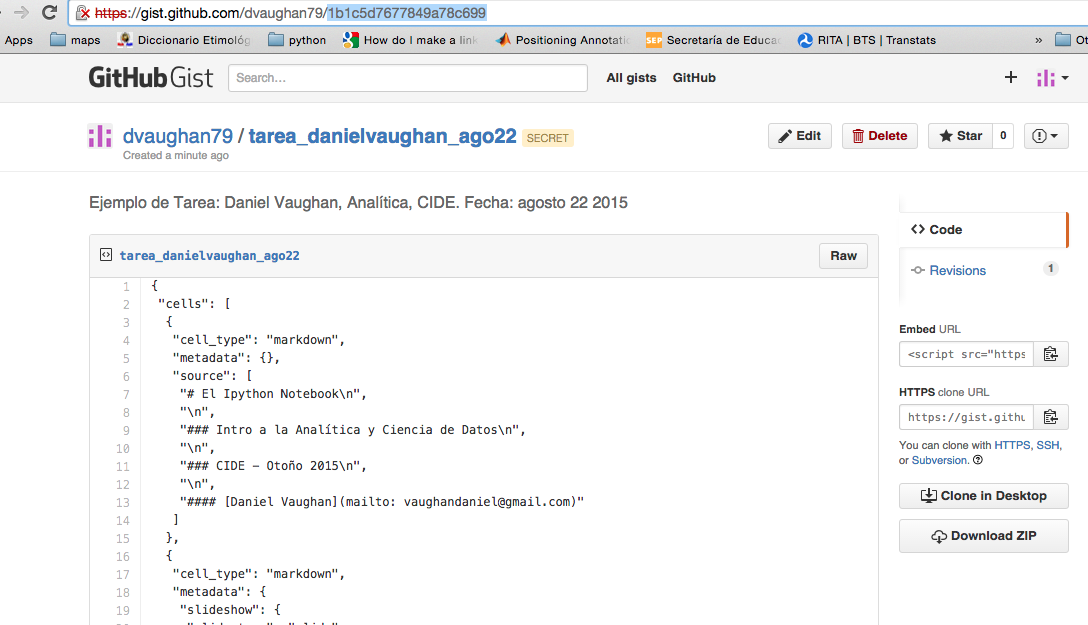 https://gist.github.com/dvaughan79/1b1c5d7677849a78c699
Apps maps Diccionario Etimológ python How do I make a link Positioning Annotatio Secretaría de Educac RITA | BTS | Transtats » Ot
GitHub Gist Search... All gists GitHub
dvaughan79 / tarea_danielvaughan_ago22 SECRET Edit Delete Star 0
Created a minute ago
Ejemplo de Tarea: Daniel Vaughan, Analítica, CIDE. Fecha: agosto 22 2015
tarea_danielvaughan_ago22 Raw
1 {
2 "cells": [
3 {
4 "cell_type": "markdown",
5 "metadata": {},
6 "source": [
7 "# El Ipython Notebook\n",
8 "\n",
9 "### Intro a la Analítica y Ciencia de Datos\n",
10 "\n",
11 "### CIDE - Otoño 2015\n",
12 "\n",
13 "#### [Daniel Vaughan](mailto: vaughandaniel@gmail.com)"
14 ]
15 },
16 {
17 "cell_type": "markdown",
18 "metadata": {
19 "slideshow": {
Code
Revisions 1
Embed URL
<script src="https
HTTPS clone URL
https://gist.githu
You can clone with HTTPS, SSH,
or Subversion.
Clone in Desktop
Download ZIP